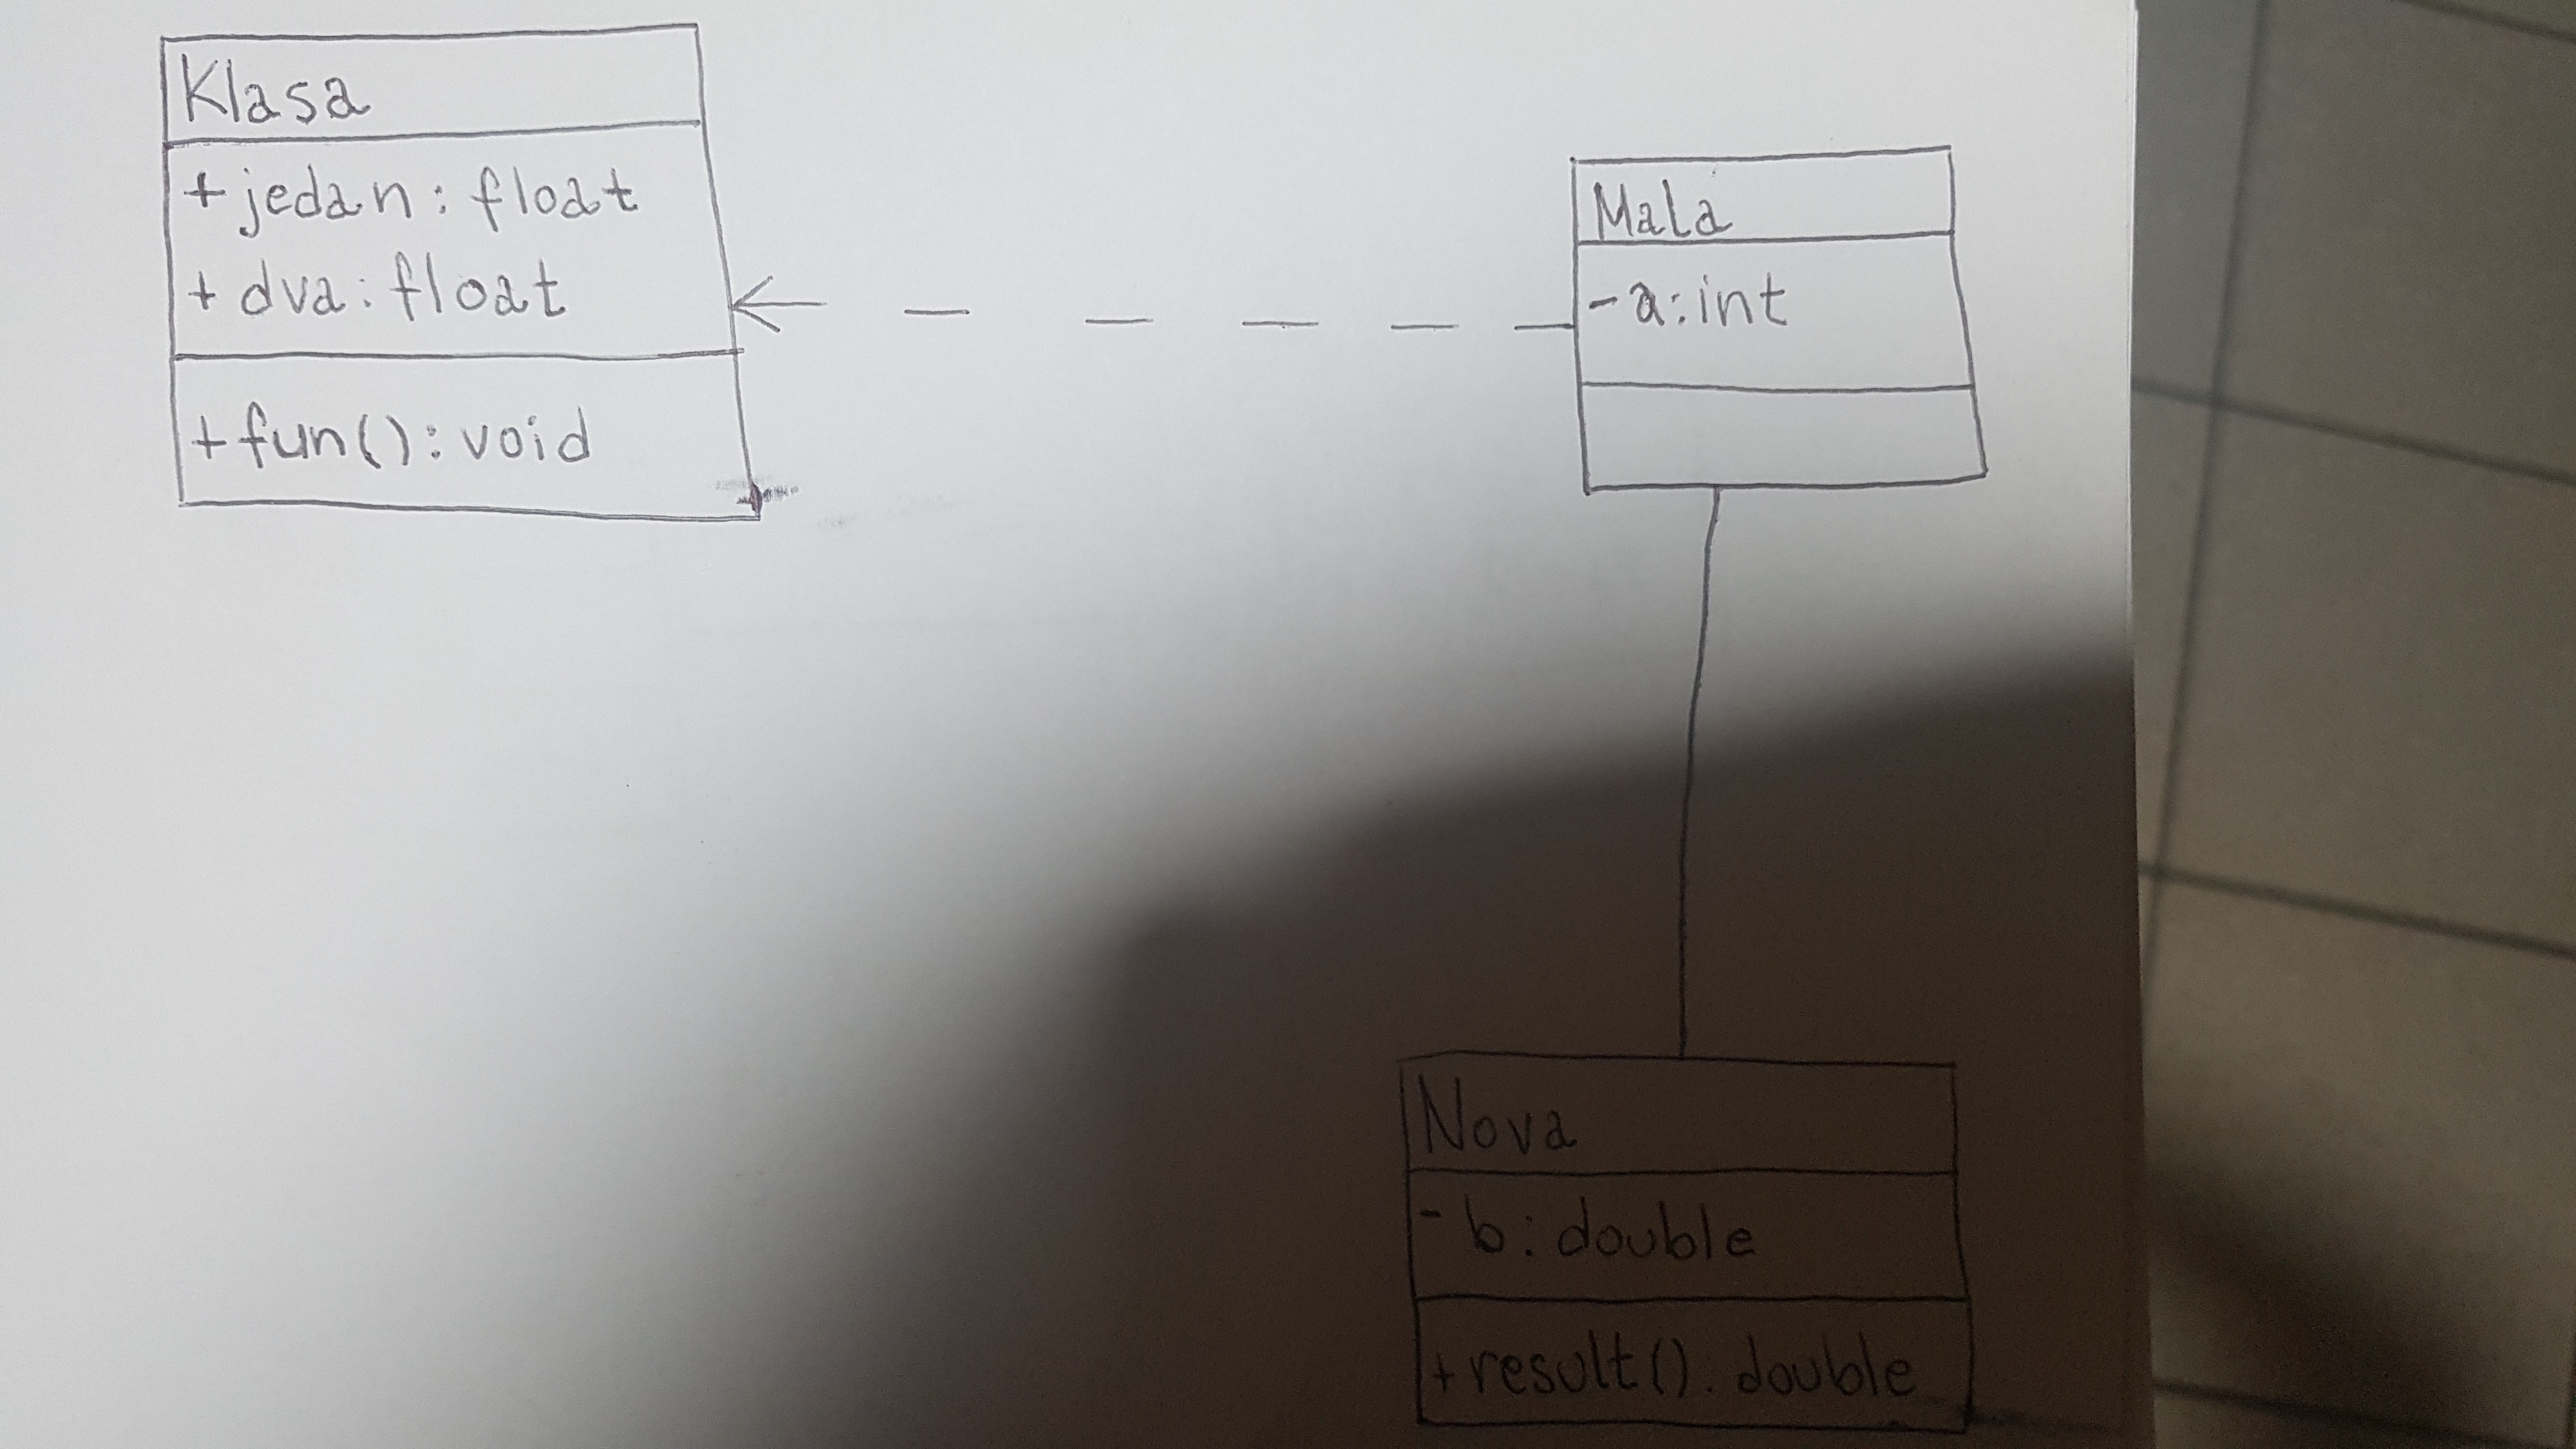 Klasa
+ jedan: float
+ dva: float
+ fun(): void
Mala
- a: int
Nova
- b: double
+ result(): double